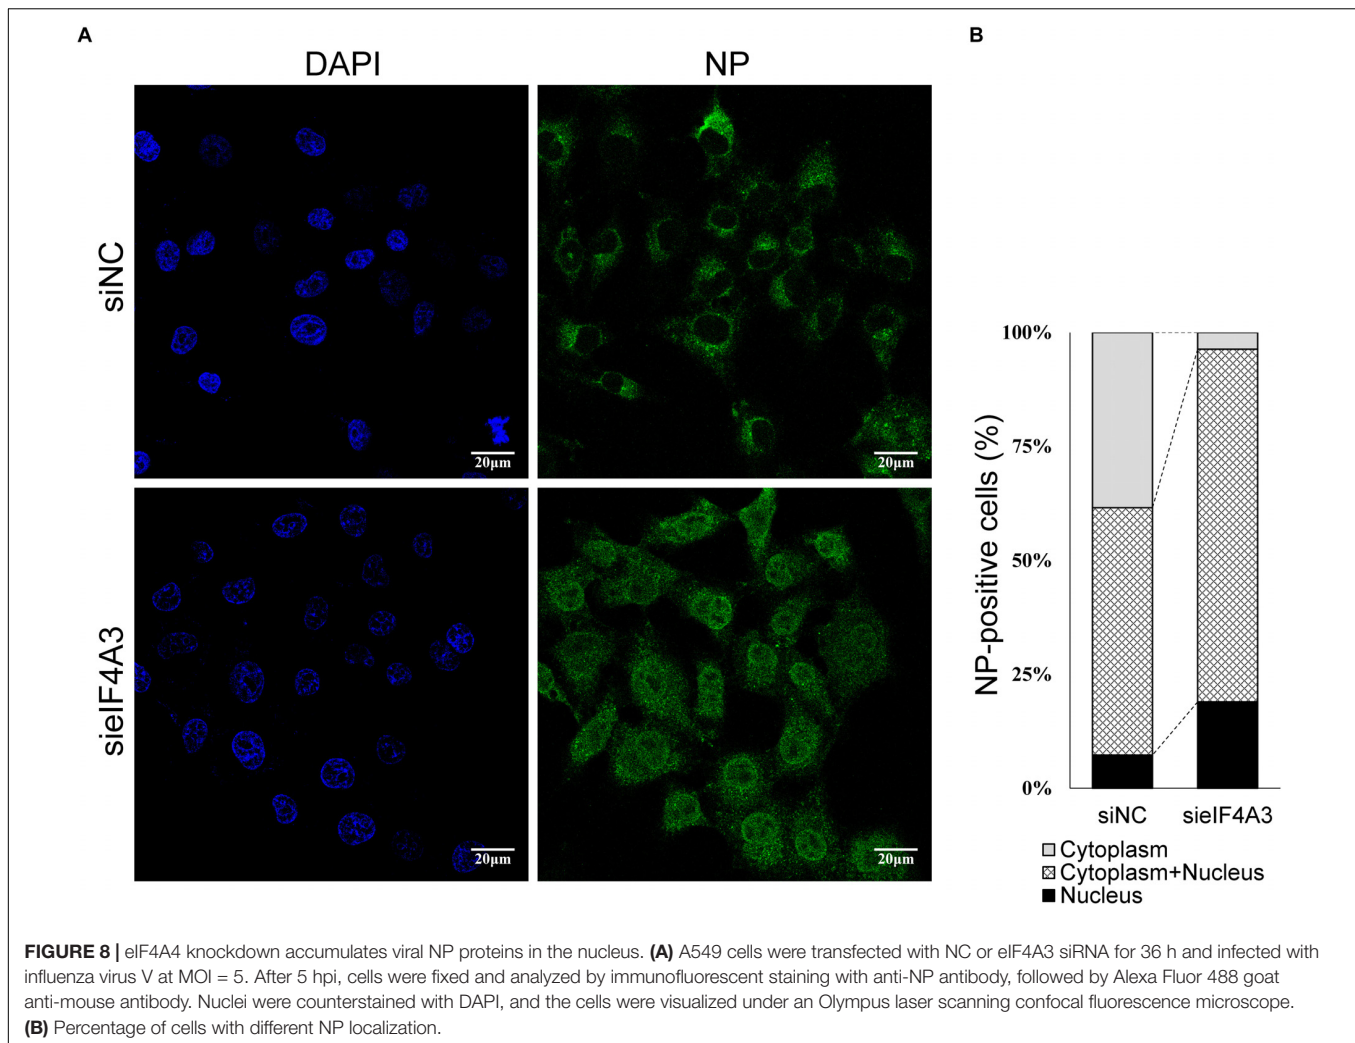 A
B
DAPI
NP
siNC
20µm
20µm
sieIF4A3
20µm
20µm
NP-positive cells (%)
100%
75%
50%
25%
0%
siNC
sieIF4A3
Cytoplasm
Cytoplasm+Nucleus
Nucleus
FIGURE 8 | eIF4A4 knockdown accumulates viral NP proteins in the nucleus. (A) A549 cells were transfected with NC or eIF4A3 siRNA for 36 h and infected with
influenza virus V at MOI = 5. After 5 hpi, cells were fixed and analyzed by immunofluorescent staining with anti-NP antibody, followed by Alexa Fluor 488 goat
anti-mouse antibody. Nuclei were counterstained with DAPI, and the cells were visualized under an Olympus laser scanning confocal fluorescence microscope.
(B) Percentage of cells with different NP localization.